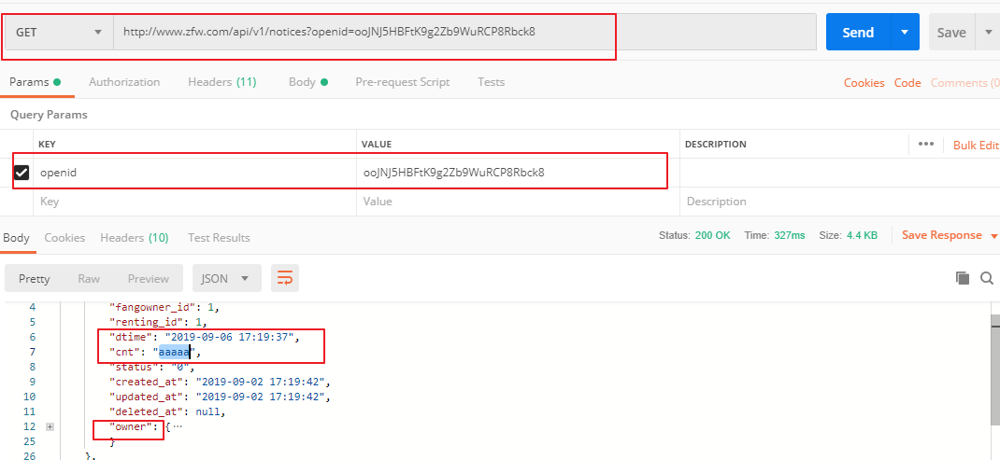 GET http://www.zfw.com/api/v1/notices?openid=ooJNJ5HBFtK9g2Zb9WuRCP8Rbck8 Send Save
Params Authorization Headers (11) Body Pre-request Script Tests Cookies Code Comments (0
Query Params
KEY VALUE DESCRIPTION ••• Bulk Edit
openid ooJNJ5HBFtK9g2Zb9WuRCP8Rbck8
Key Value Description
Body Cookies Headers (10) Test Results Status: 200 OK Time: 327ms Size: 4.4 KB Save Response
Pretty Raw Preview JSON
4 "fangowner_id": 1,
5 "renting_id": 1,
6 "dtime": "2019-09-06 17:19:37",
7 "cnt": "aaaaa",
8 "status": "0",
9 "created_at": "2019-09-02 17:19:42",
10 "updated_at": "2019-09-02 17:19:42",
11 "deleted_at": null,
12 "owner": {⋯
25 }
26 },